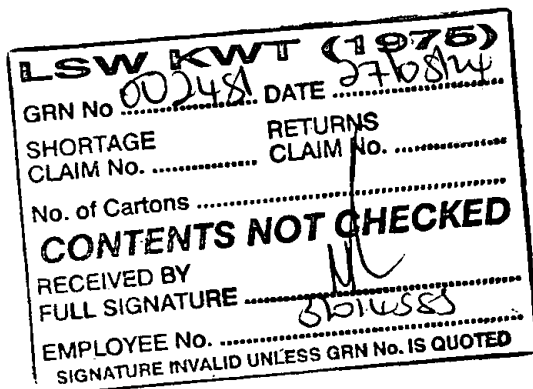 LSW KWT (1975)
GRN No 002481 DATE 27/08/24
SHORTAGE CLAIM No. RETURNS CLAIM No.
No. of Cartons
CONTENTS NOT CHECKED
RECEIVED BY
FULL SIGNATURE
EMPLOYEE No.
SIGNATURE INVALID UNLESS GRN No. IS QUOTED